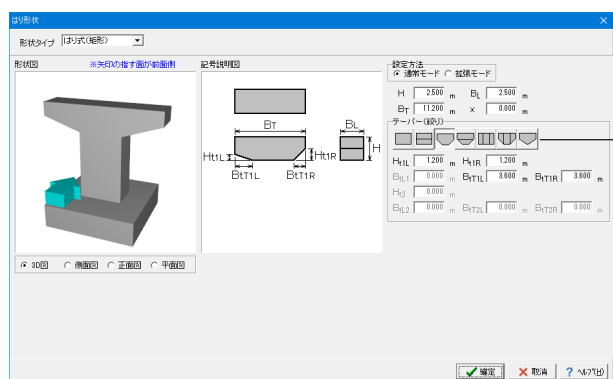 はり形状
形状タイプ はり式(矩形)
形状図 ※矢印の指す面が前面側
記号説明図
設定方法
通常モード 拡張モード
H 2.500 m BL 2.500 m
BT 11.200 m x 0.000 m
テーパー(絞り)
Ht1L 1.200 m Ht1R 1.200 m
BtL1 0.000 m BtT1L 3.600 m BtT1R 3.600 m
Ht2 0.000 m
BtL2 0.000 m BtT2L 0.000 m BtT2R 0.000 m
BT BL
H
Ht1L Ht1R
BtT1L BtT1R
3D図 側面図 正面図 平面図
確定 取消 ? ヘルプ(H)